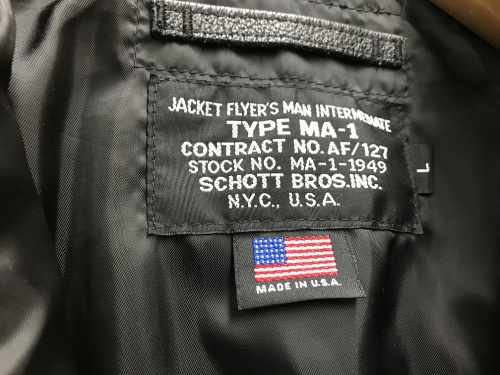 JACKET FLYER'S MAN INTERMEDIATE
TYPE MA-1
CONTRACT NO. AF/127
STOCK NO. MA-1-1949
SCHOTT BROS.INC.
N.Y.C., U.S.A.
L
MADE IN U.S.A.